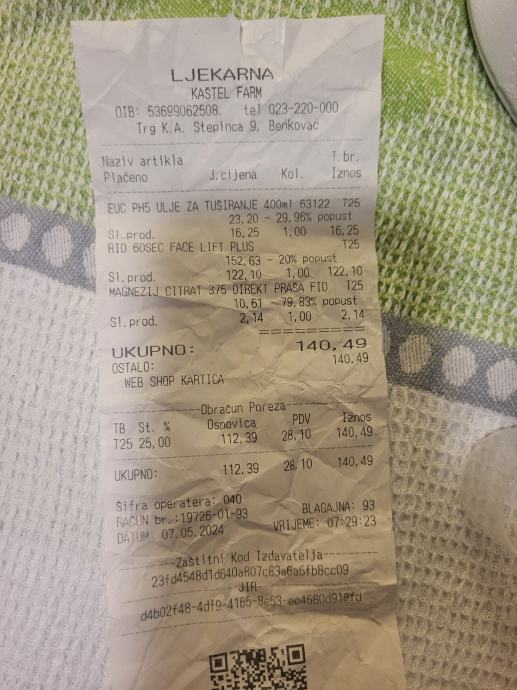 LJEKARNA
KASTEL FARM
OIB: 53699062508. tel 023-220-000
Trg K.A. Stepinca 9, Benkovac
Naziv artikla T.br.
Plaćeno J.cijena Kol. Iznos
EUC PH5 ULJE ZA TUŠIRANJE 400ml 63122 T25
23,20 - 29,96% popust
Sl.prod. 16,25 1,00 16,25
RIO 60SEC FACE LIFT PLUS T25
152,63 - 20% popust
Sl.prod. 122,10 1,00 122,10
MAGNEZIJ CITRAT 375 DIREKT PRAŠA FID T25
10,61 - 79,83% popust
Sl.prod. 2,14 1,00 2,14
==========
UKUPNO: 140,49
OSTALO: 140,49
WEB SHOP KARTICA
Obračun Poreza
TB St. % Osnovica PDV Iznos
T25 25,00 112,39 28,10 140,49
UKUPNO: 112,39 28,10 140,49
Šifra operatera: 040
RAČUN br.:19726-01-93 BLAGAJNA: 93
DATUM: 07.05.2024 VRIJEME: 07:29:23
Zaštitni Kod Izdavatelja
23fd4548d1d640a807c83a6a6fb8cc09
JIR
d4b02f48-4df9-4165-8e53-ec4680d919fd